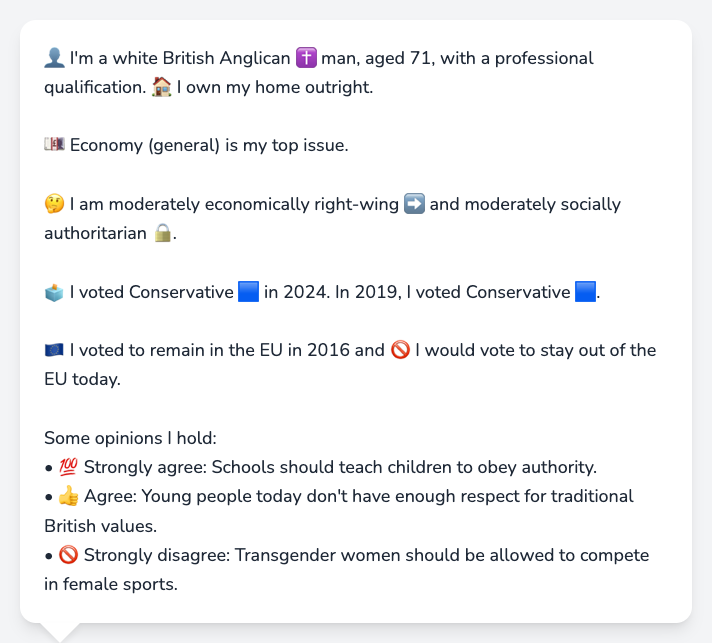 👤 I'm a white British Anglican ✝️ man, aged 71, with a professional
qualification. 🏠 I own my home outright.
💷 Economy (general) is my top issue.
🤔 I am moderately economically right-wing ➡️ and moderately socially
authoritarian 🔒.
🗳️ I voted Conservative 🟦 in 2024. In 2019, I voted Conservative 🟦.
🇪🇺 I voted to remain in the EU in 2016 and 🚫 I would vote to stay out of the
EU today.
Some opinions I hold:
• 💯 Strongly agree: Schools should teach children to obey authority.
• 👍 Agree: Young people today don't have enough respect for traditional
British values.
• 🚫 Strongly disagree: Transgender women should be allowed to compete
in female sports.